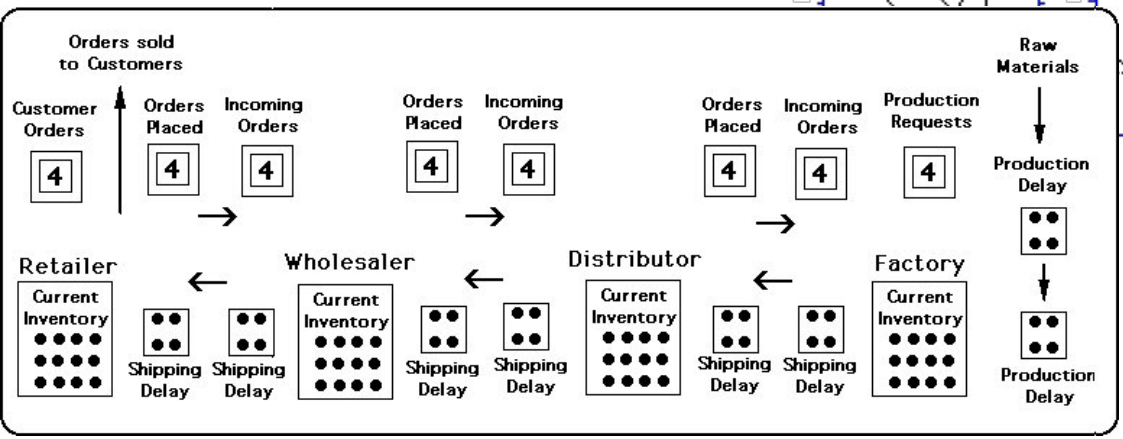 Orders sold
to Customers
Raw
Materials
Customer
Orders
Orders
Placed
Incoming
Orders
Orders
Placed
Incoming
Orders
Orders
Placed
Incoming
Orders
Production
Requests
4
4
4
4
4
4
4
4
Production
Delay
Retailer
Wholesaler
Distributor
Factory
Current
Inventory
Shipping
Delay
Shipping
Delay
Current
Inventory
Shipping
Delay
Shipping
Delay
Current
Inventory
Shipping
Delay
Shipping
Delay
Current
Inventory
Production
Delay